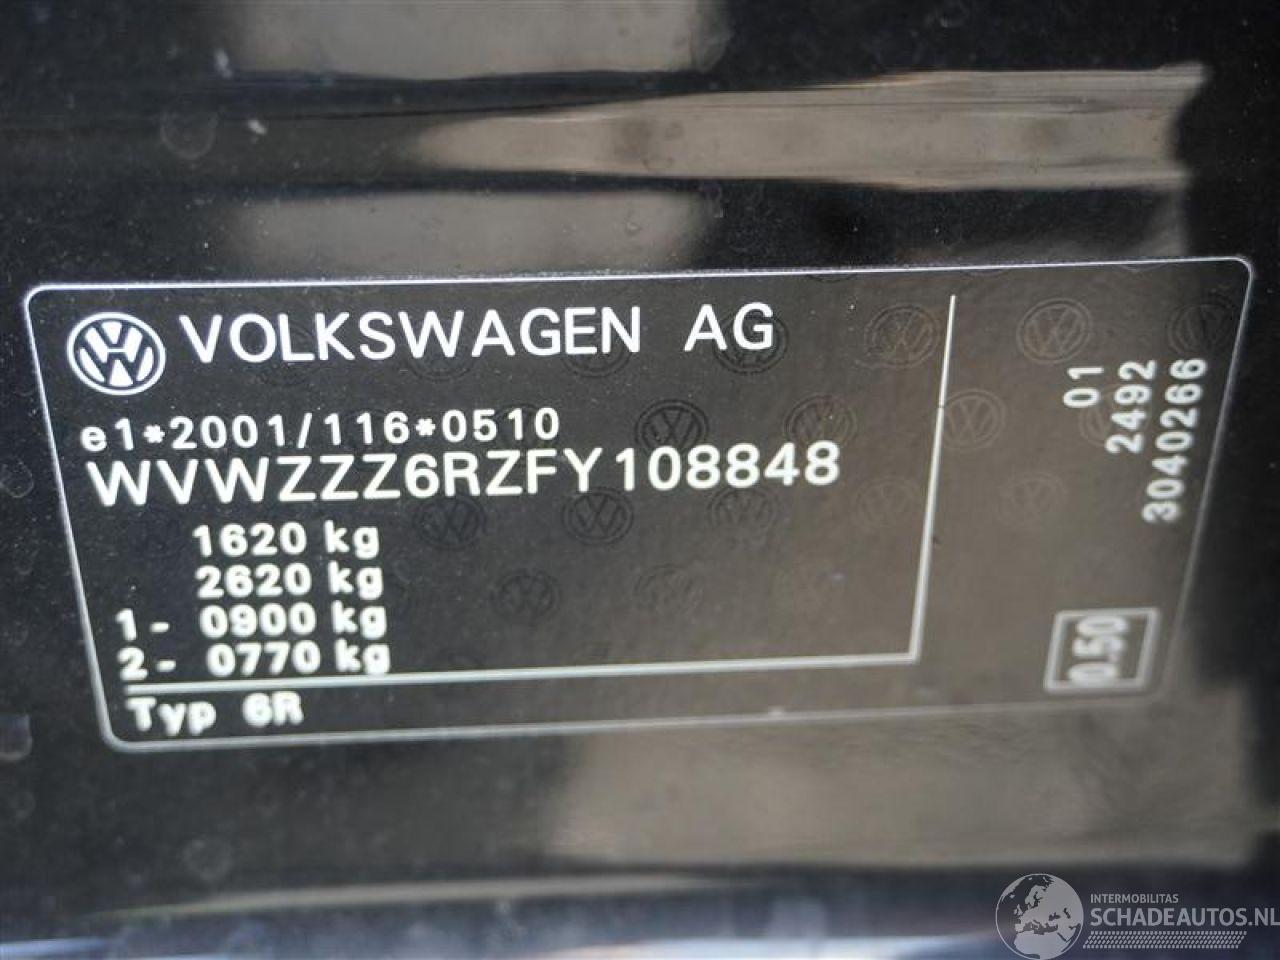 VOLKSWAGEN AG
e1*2001/116*0510
WVWZZZ6RZFY108848
1620 kg
2620 kg
1- 0900 kg
2- 0770 kg
Typ 6R
01
2492
3040266
0.50
INTERMOBILITAS
SCHADEAUTOS.NL